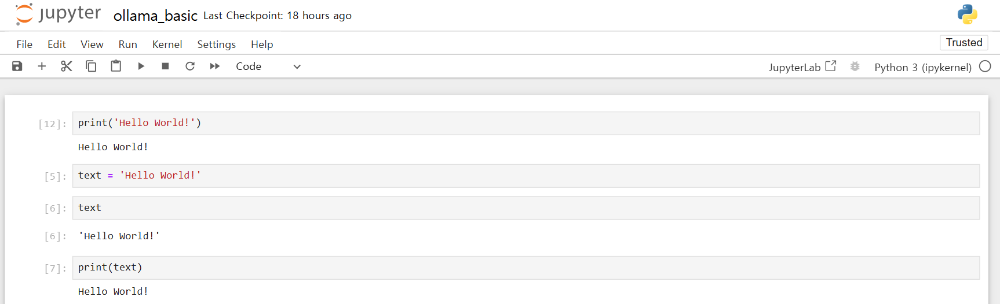 jupyter ollama_basic Last Checkpoint: 18 hours ago
File Edit View Run Kernel Settings Help Trusted
Code JupyterLab Python 3 (ipykernel)
[12]: print('Hello World!')
Hello World!
[5]: text = 'Hello World!'
[6]: text
[6]: 'Hello World!'
[7]: print(text)
Hello World!